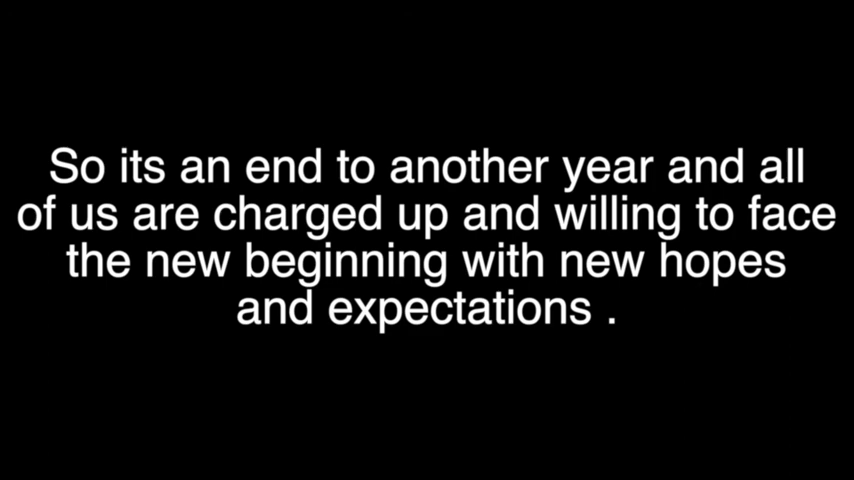 So its an end to another year and all
of us are charged up and willing to face
the new beginning with new hopes
and expectations .